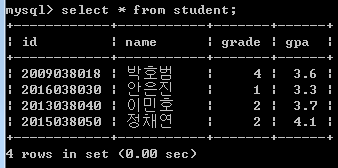 mysql> select * from student;
+------------+--------+-------+------+
| id | name | grade | gpa |
+------------+--------+-------+------+
| 2009038018 | 박호범 | 4 | 3.6 |
| 2016038030 | 안은진 | 1 | 3.3 |
| 2013038040 | 이민호 | 2 | 3.7 |
| 2015038050 | 정채연 | 2 | 4.1 |
+------------+--------+-------+------+
4 rows in set (0.00 sec)